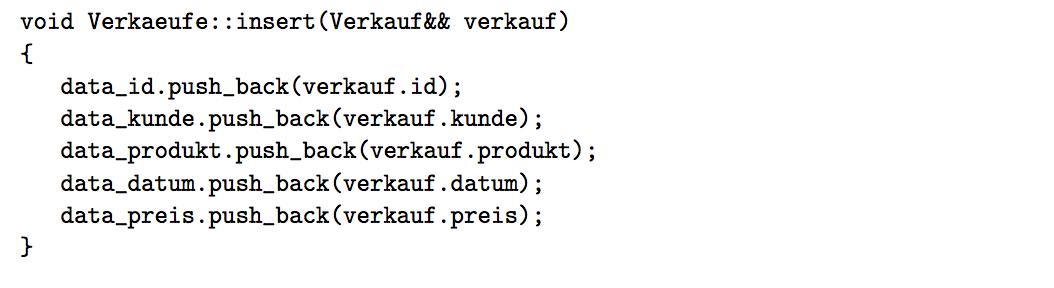 void Verkaeufe::insert(Verkauf&& verkauf)
{
   data_id.push_back(verkauf.id);
   data_kunde.push_back(verkauf.kunde);
   data_produkt.push_back(verkauf.produkt);
   data_datum.push_back(verkauf.datum);
   data_preis.push_back(verkauf.preis);
}